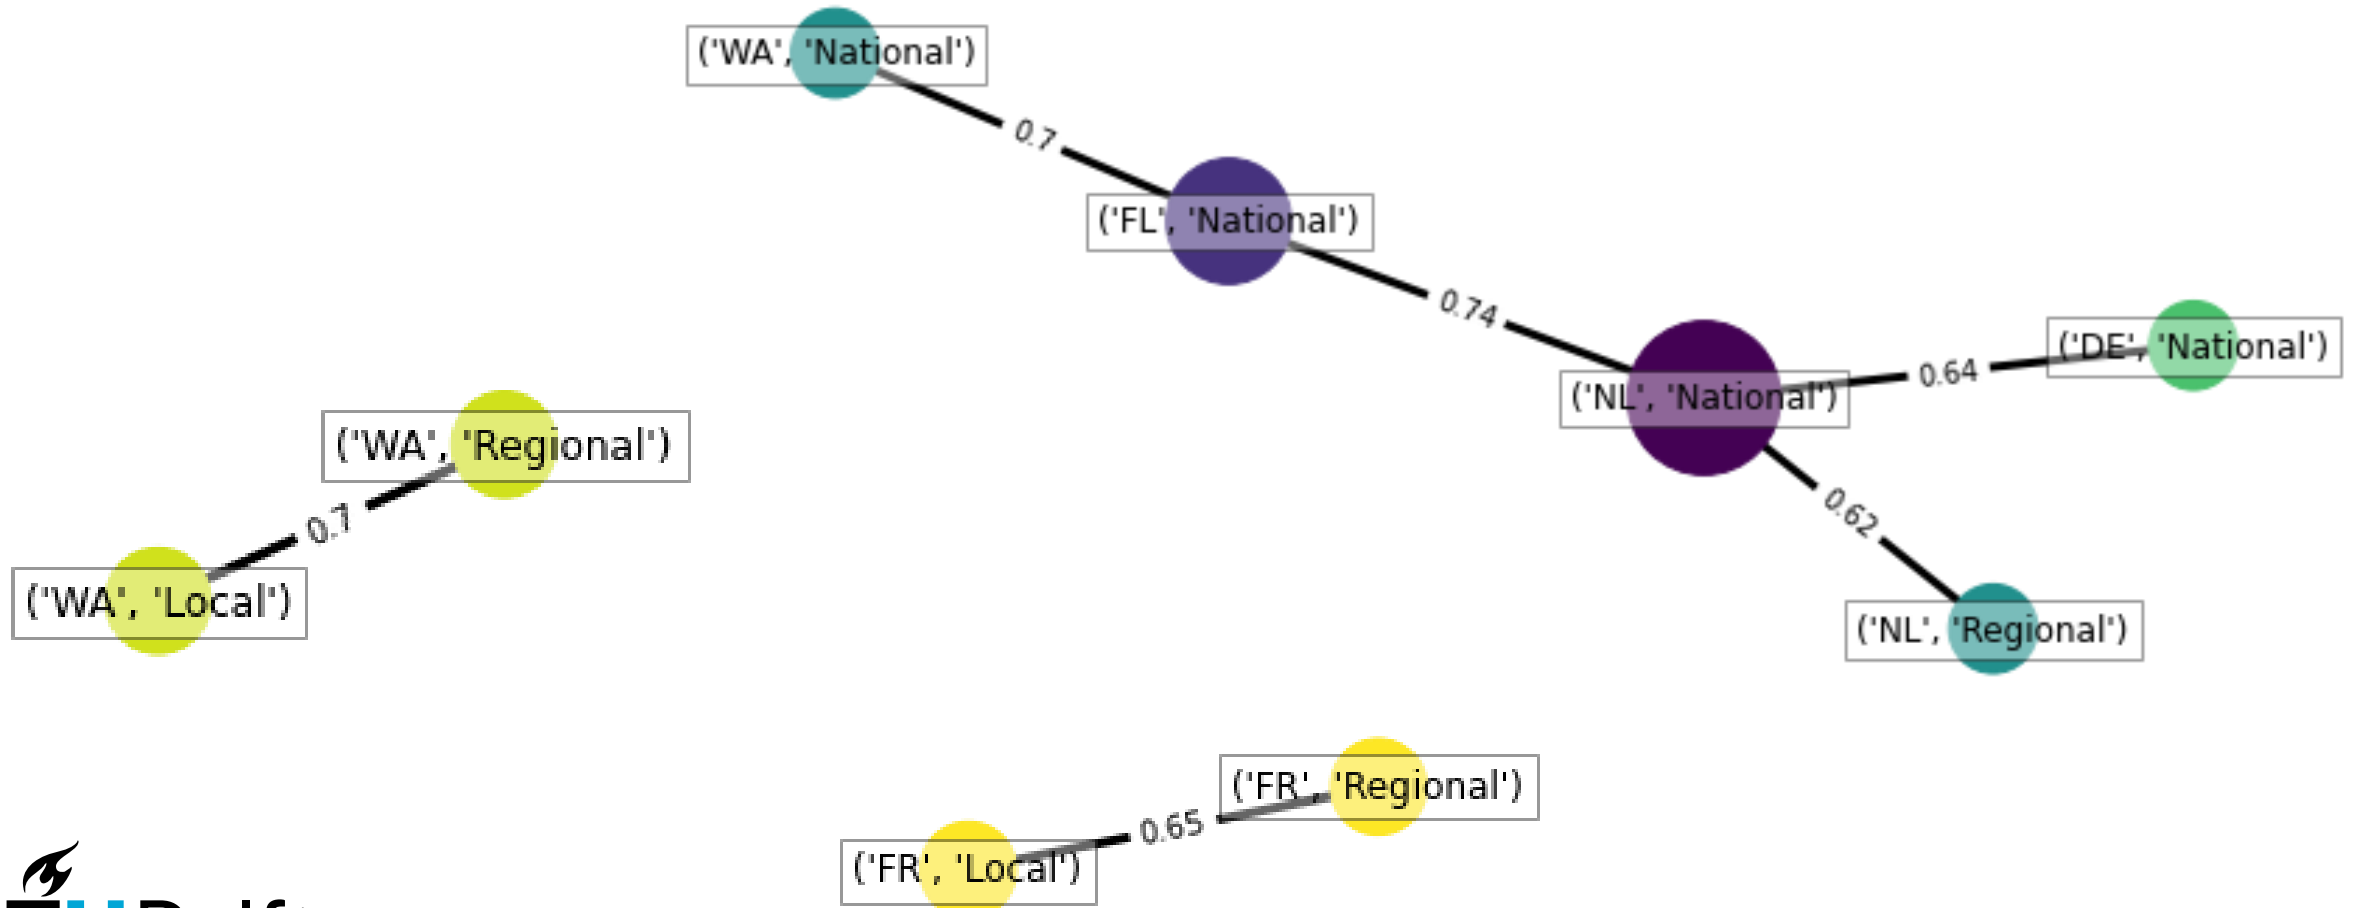 ('WA', 'National')
0.7
('FL', 'National')
0.74
('NL', 'National')
0.64
('DE', 'National')
0.62
('NL', 'Regional')
('WA', 'Regional')
0.7
('WA', 'Local')
('FR', 'Regional')
0.65
('FR', 'Local')